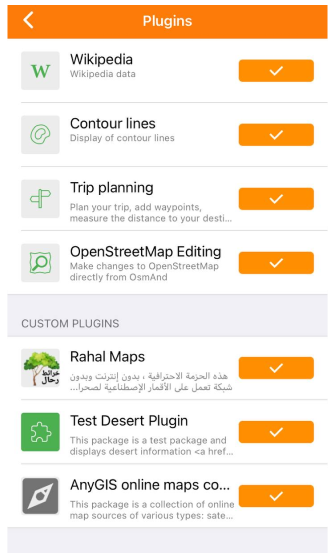 Plugins
W
Wikipedia
Wikipedia data
Contour lines
Display of contour lines
Trip planning
Plan your trip, add waypoints,
measure the distance to your desti...
OpenStreetMap Editing
Make changes to OpenStreetMap
directly from OsmAnd
CUSTOM PLUGINS
خرائط
رحال
Rahal Maps
هذه الحزمة الاحترافية ، بدون إنترنت وبدون
شبكة تعمل على الأقمار الإصطناعية لصحرا...
Test Desert Plugin
This package is a test package and
displays desert information <a href...
AnyGIS online maps co...
This package is a collection of online
map sources of various types: sate...